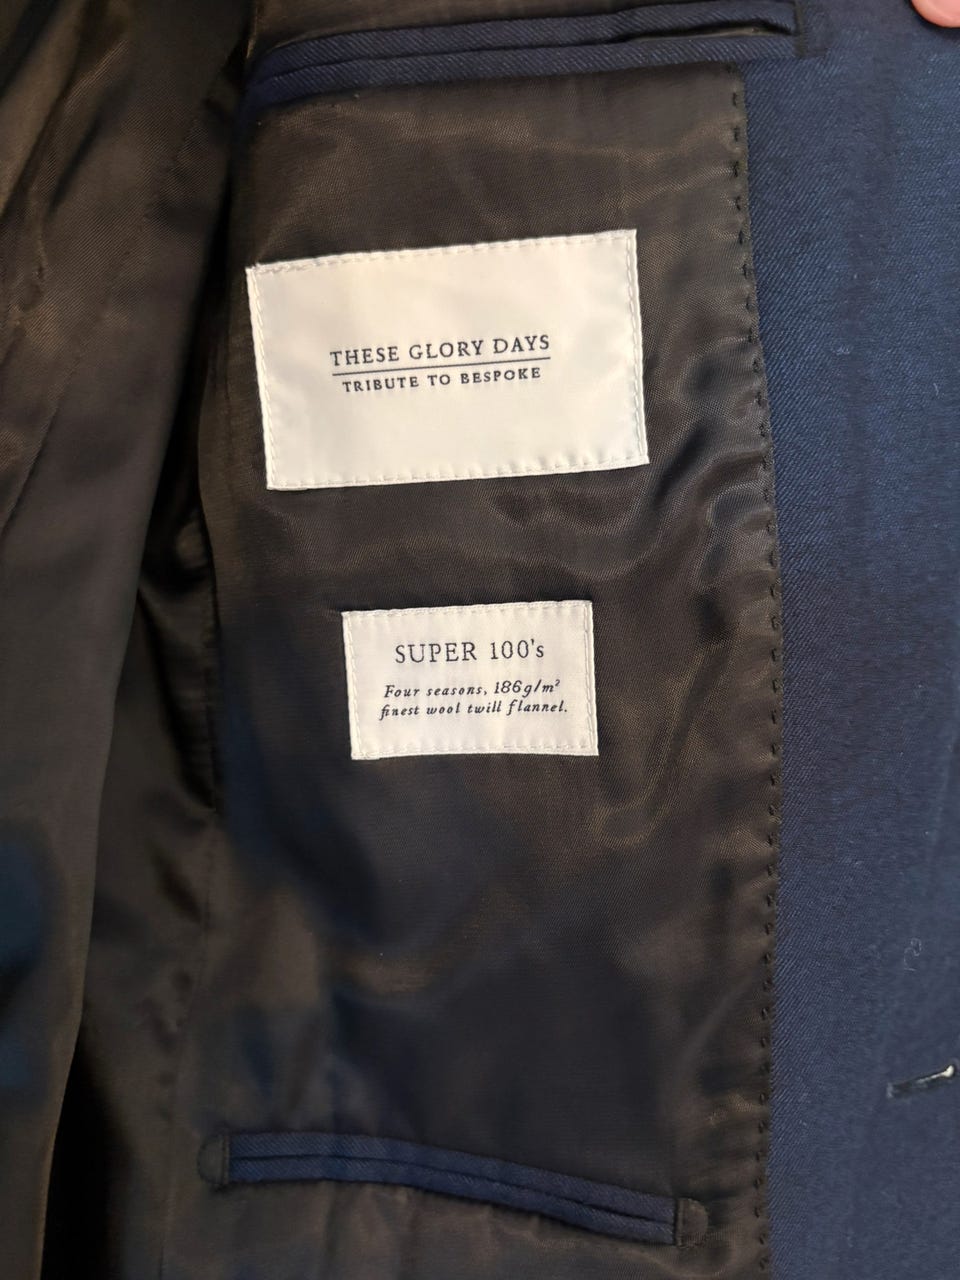 THESE GLORY DAYS
TRIBUTE TO BESPOKE
SUPER 100's
Four seasons, 186g/m²
finest wool twill flannel.